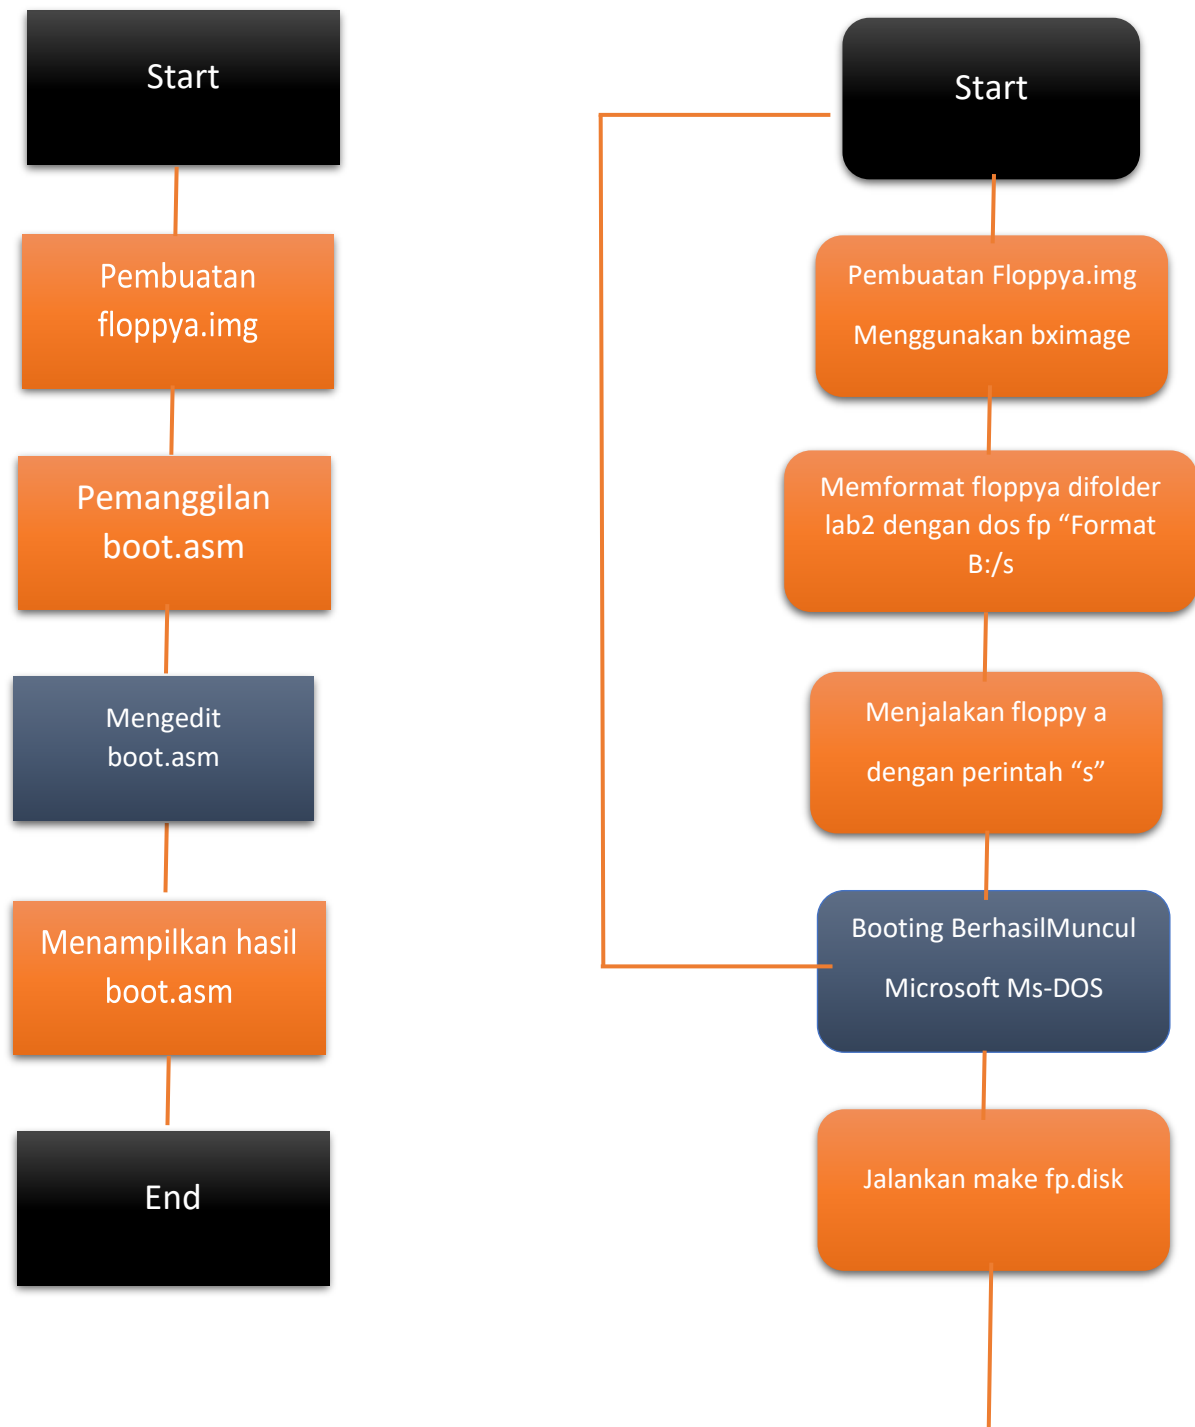 Start
Pembuatan
floppya.img
Pemanggilan
boot.asm
Mengedit
boot.asm
Menampilkan hasil
boot.asm
End
Start
Pembuatan Floppya.img
Menggunakan bximage
Memformat floppya difolder
lab2 dengan dos fp “Format
B:/s
Menjalakan floppy a
dengan perintah “s”
Booting BerhasilMuncul
Microsoft Ms-DOS
Jalankan make fp.disk